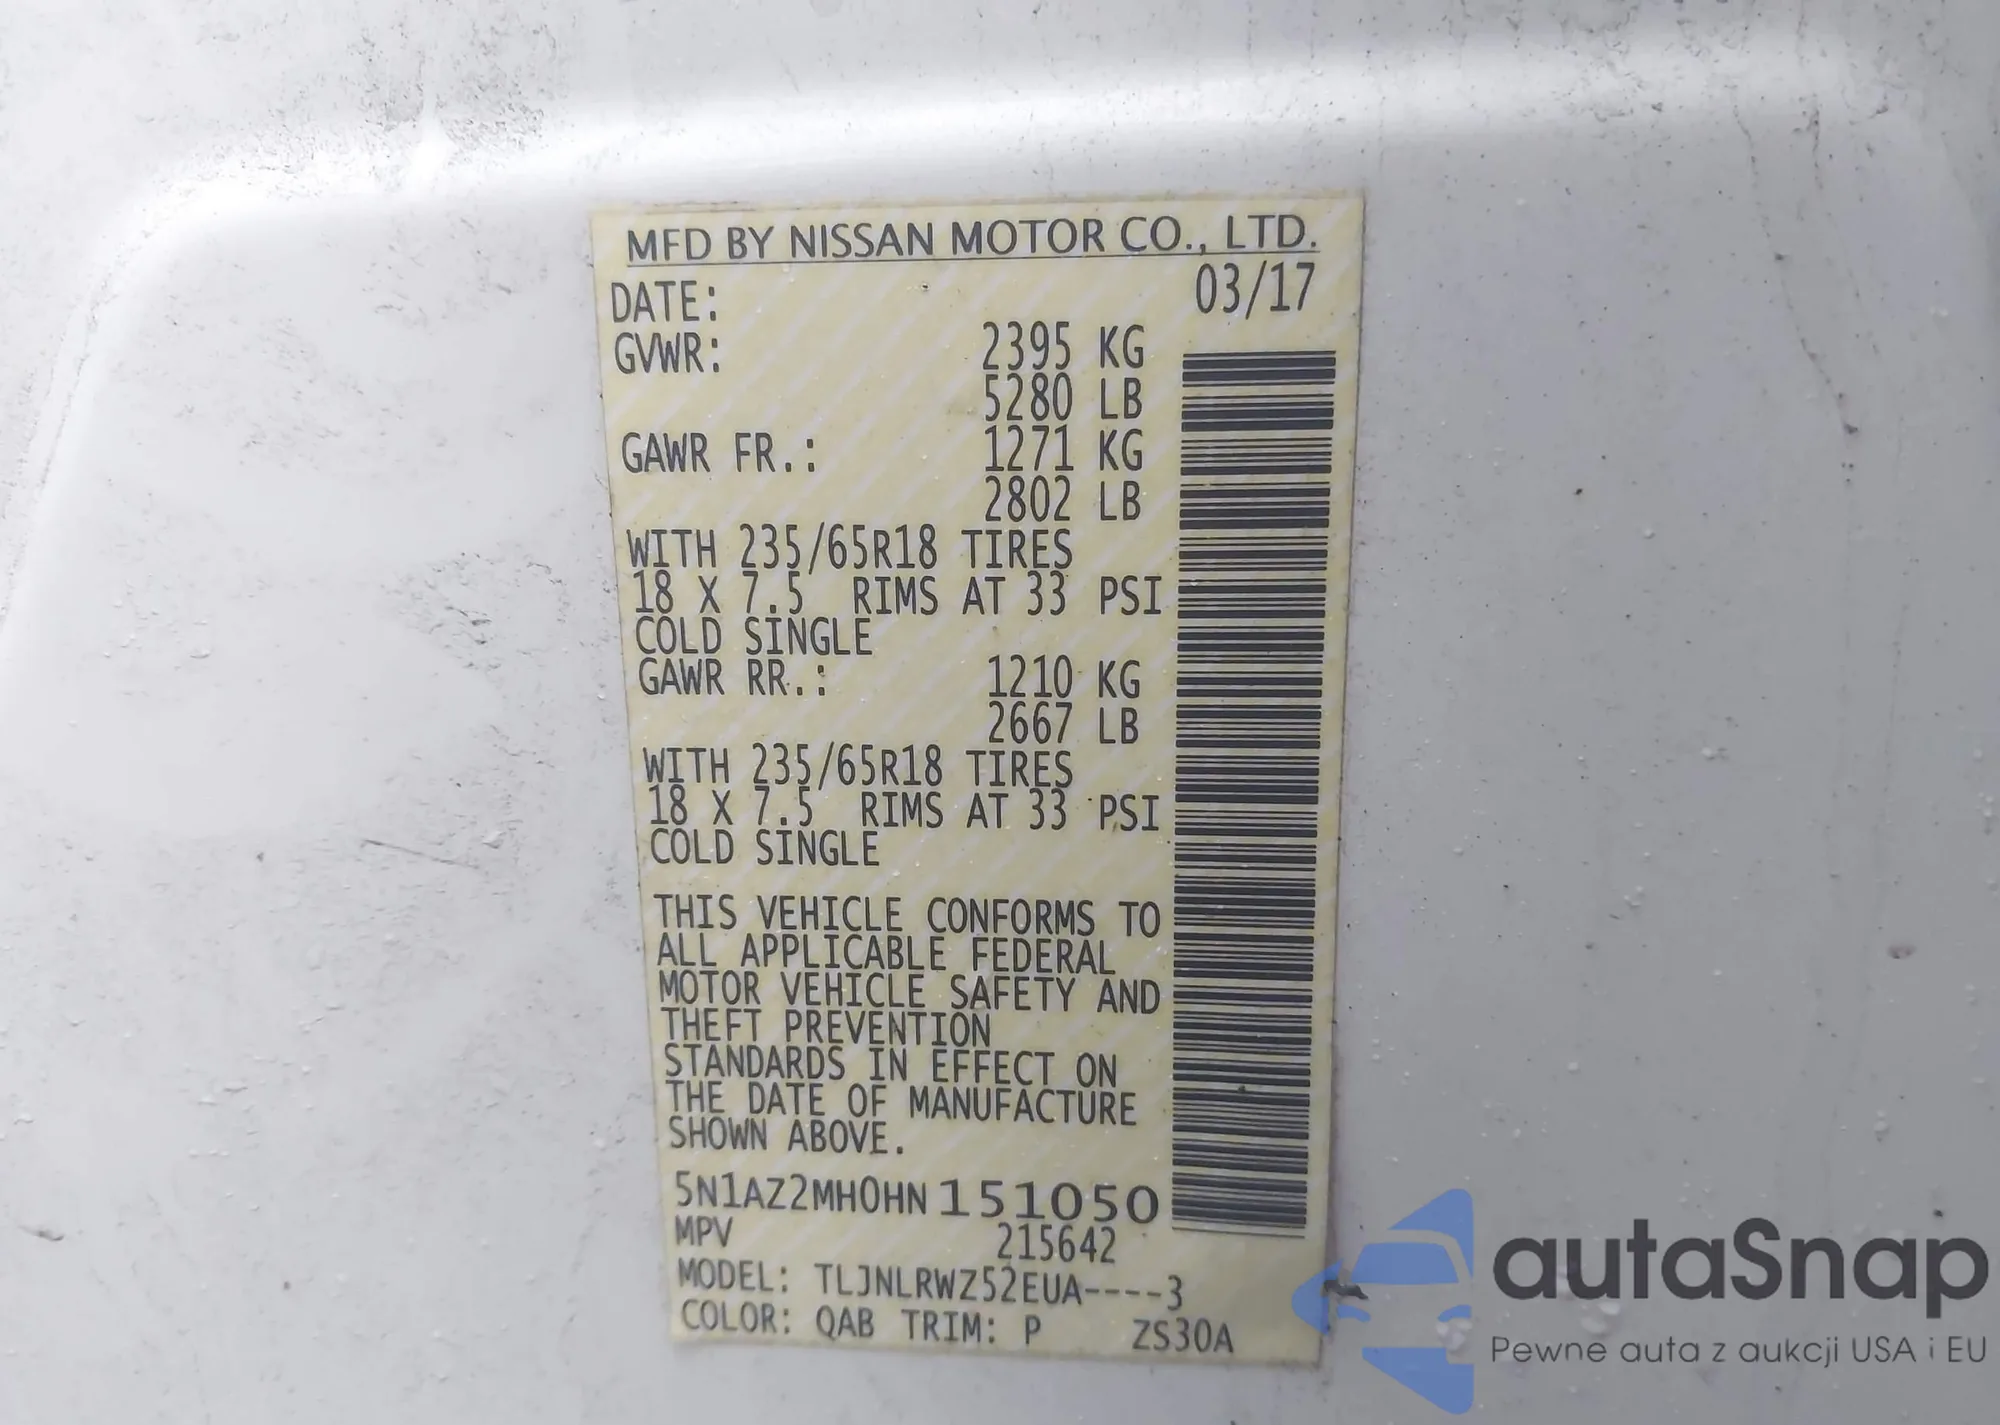 MFD BY NISSAN MOTOR CO., LTD.
DATE: 03/17
GVWR: 2395 KG
5280 LB
GAWR FR.: 1271 KG
2802 LB
WITH 235/65R18 TIRES
18 X 7.5 RIMS AT 33 PSI
COLD SINGLE
GAWR RR.: 1210 KG
2667 LB
WITH 235/65R18 TIRES
18 X 7.5 RIMS AT 33 PSI
COLD SINGLE
THIS VEHICLE CONFORMS TO
ALL APPLICABLE FEDERAL
MOTOR VEHICLE SAFETY AND
THEFT PREVENTION
STANDARDS IN EFFECT ON
THE DATE OF MANUFACTURE
SHOWN ABOVE.
5N1AZ2MH0HN151050
MPV 215642
MODEL: TLJNLRWZ52EUA----3
COLOR: QAB TRIM: P ZS30A
autaSnap
Pewne auta z aukcji USA i EU